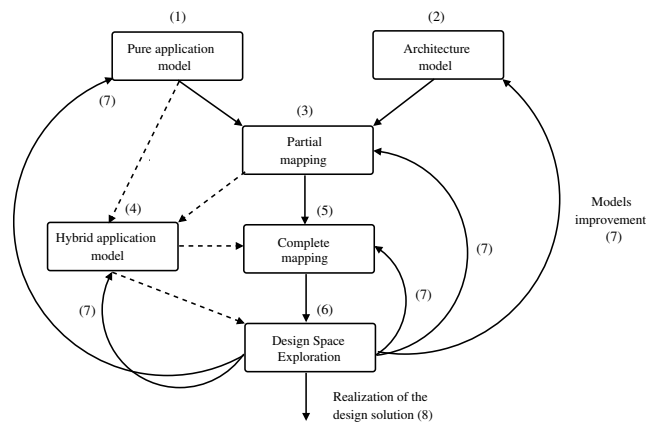 (1)
(2)
Pure application
model
Architecture
model
(7)
(3)
Partial
mapping
(4)
(5)
Models
improvement
(7)
Hybrid application
model
Complete
mapping
(7)
(7)
(7)
(6)
Design Space
Exploration
Realization of the
design solution (8)